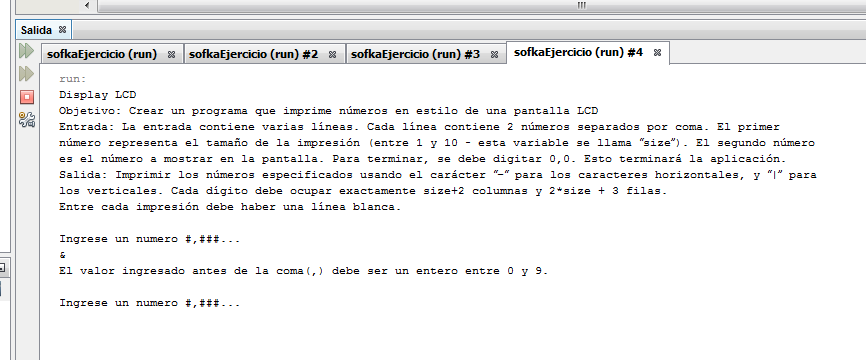 Salida
sofkaEjercicio (run) sofkaEjercicio (run) #2 sofkaEjercicio (run) #3 sofkaEjercicio (run) #4
run:
Display LCD
Objetivo: Crear un programa que imprime números en estilo de una pantalla LCD
Entrada: La entrada contiene varias líneas. Cada línea contiene 2 números separados por coma. El primer
número representa el tamaño de la impresión (entre 1 y 10 - esta variable se llama “size”). El segundo número
es el número a mostrar en la pantalla. Para terminar, se debe digitar 0,0. Esto terminará la aplicación.
Salida: Imprimir los números especificados usando el carácter “-” para los caracteres horizontales, y “|” para
los verticales. Cada dígito debe ocupar exactamente size+2 columnas y 2*size + 3 filas.
Entre cada impresión debe haber una línea blanca.
Ingrese un numero #,###...
&
El valor ingresado antes de la coma(,) debe ser un entero entre 0 y 9.
Ingrese un numero #,###...